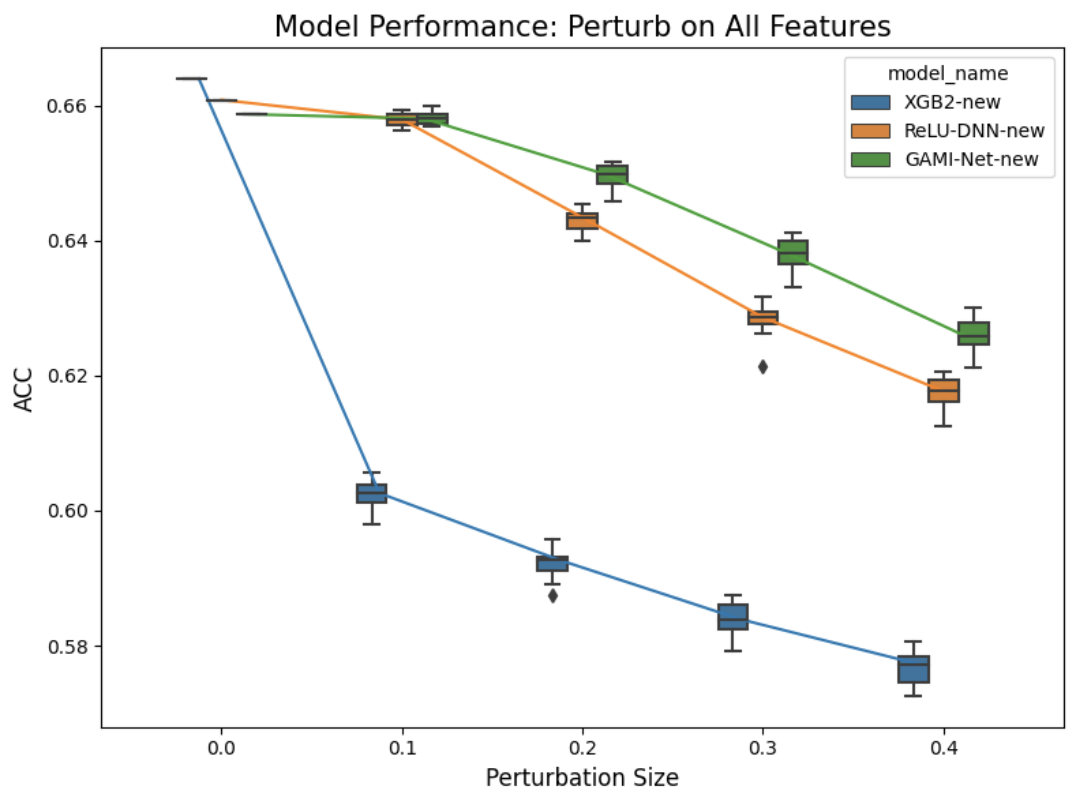 Model Performance: Perturb on All Features
model_name
XGB2-new
ReLU-DNN-new
GAMI-Net-new
0.66
0.64
0.62
0.60
0.58
ACC
0.0 0.1 0.2 0.3 0.4
Perturbation Size